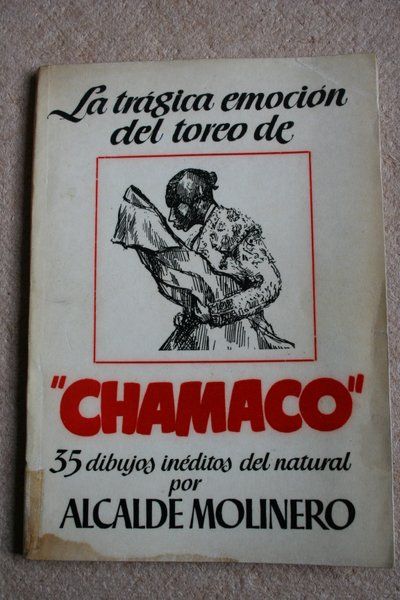 La trágica emoción
del toreo de
"CHAMACO"
35 dibujos inéditos del natural
por
ALCALDE MOLINERO